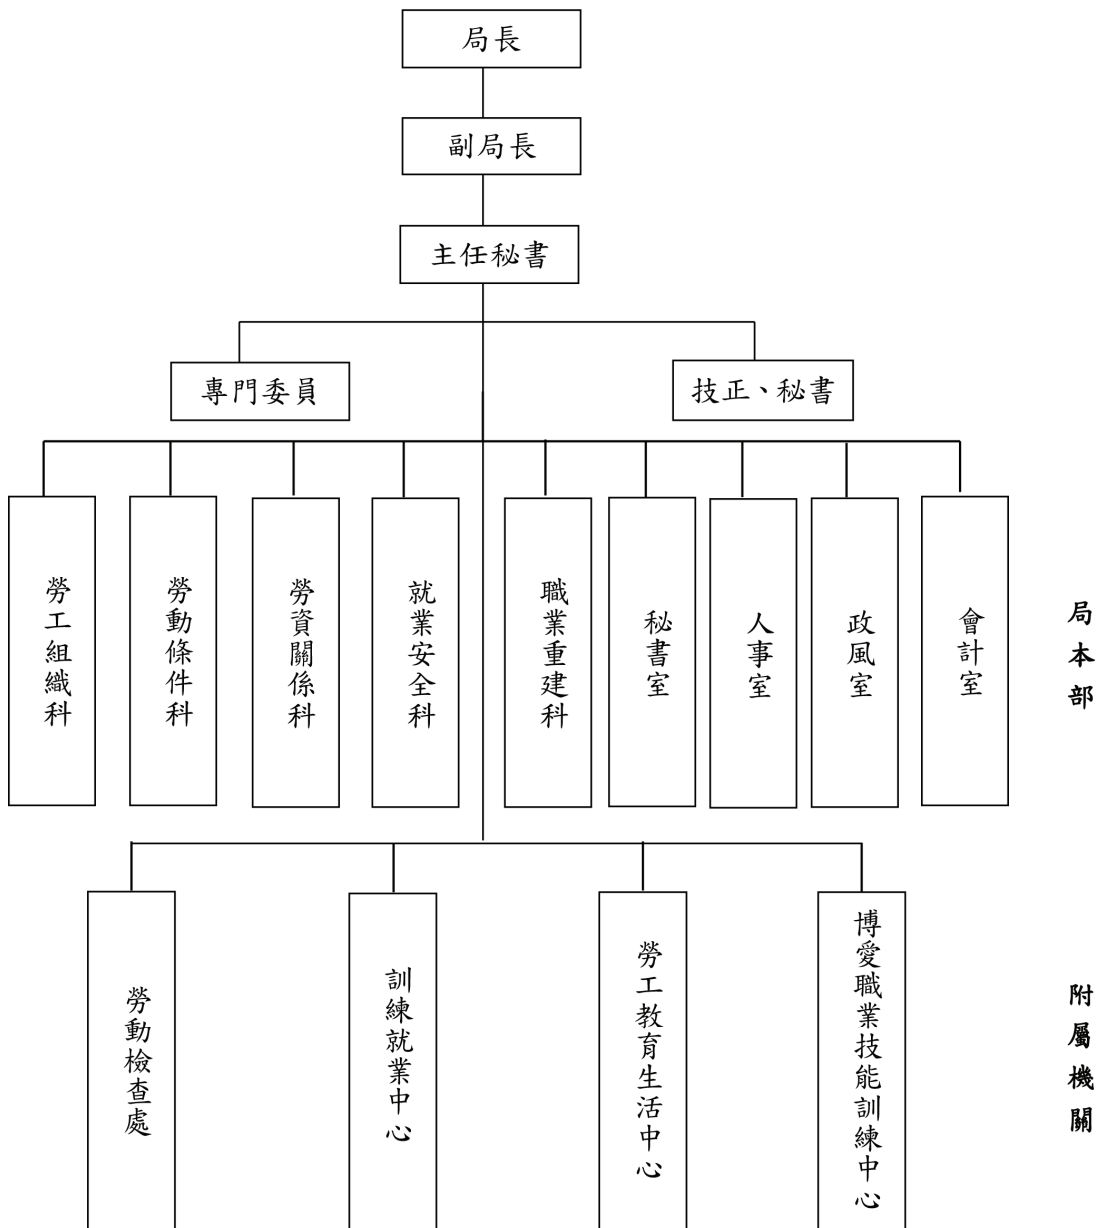 局長
副局長
主任秘書
專門委員
技正、秘書
勞工組織科
勞動條件科
勞資關係科
就業安全科
職業重建科
秘書室
人事室
政風室
會計室
局本部
勞動檢查處
訓練就業中心
勞工教育生活中心
博愛職業技能訓練中心
附屬機關